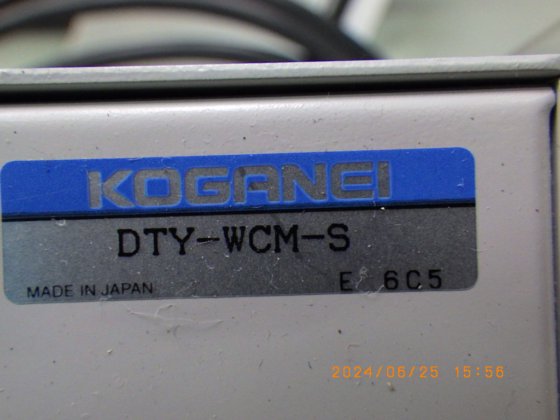 KOGANEI
DTY-WCM-S
MADE IN JAPAN E 6C5
2024/06/25 15:56